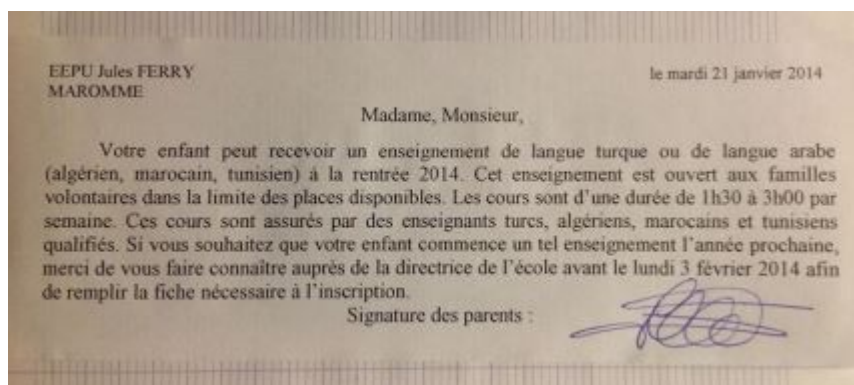 EEPU Jules FERRY
le mardi 21 janvier 2014
MAROMME
Madame, Monsieur,
Votre enfant peut recevoir un enseignement de langue turque ou de langue arabe
(algérien, marocain, tunisien) à la rentrée 2014. Cet enseignement est ouvert aux familles
volontaires dans la limite des places disponibles. Les cours sont d'une durée de 1h30 à 3h00 par
semaine. Ces cours sont assurés par des enseignants turcs, algériens, marocains et tunisiens
qualifiés. Si vous souhaitez que votre enfant commence un tel enseignement l'année prochaine,
merci de vous faire connaître auprès de la directrice de l'école avant le lundi 3 février 2014 afin
de remplir la fiche nécessaire à l'inscription.
Signature des parents :